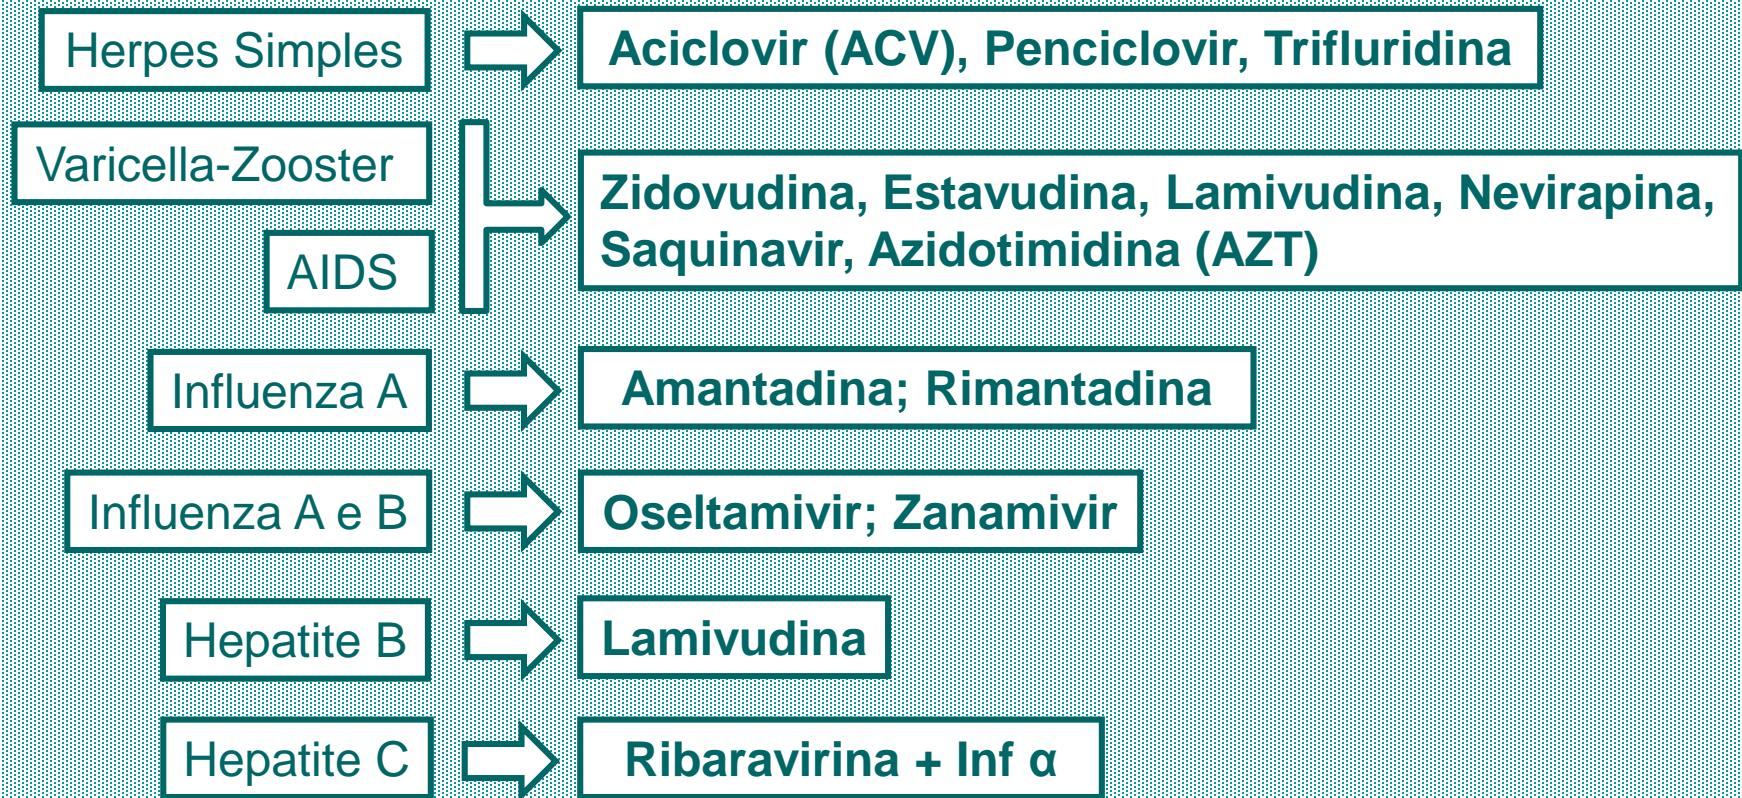 Herpes Simples
Aciclovir (ACV), Penciclovir, Trifluridina
Varicella-Zooster
AIDS
Zidovudina, Estavudina, Lamivudina, Nevirapina,
Saquinavir, Azidotimidina (AZT)
Influenza A
Amantadina; Rimantadina
Influenza A e B
Oseltamivir; Zanamivir
Hepatite B
Lamivudina
Hepatite C
Ribaravirina + Inf α